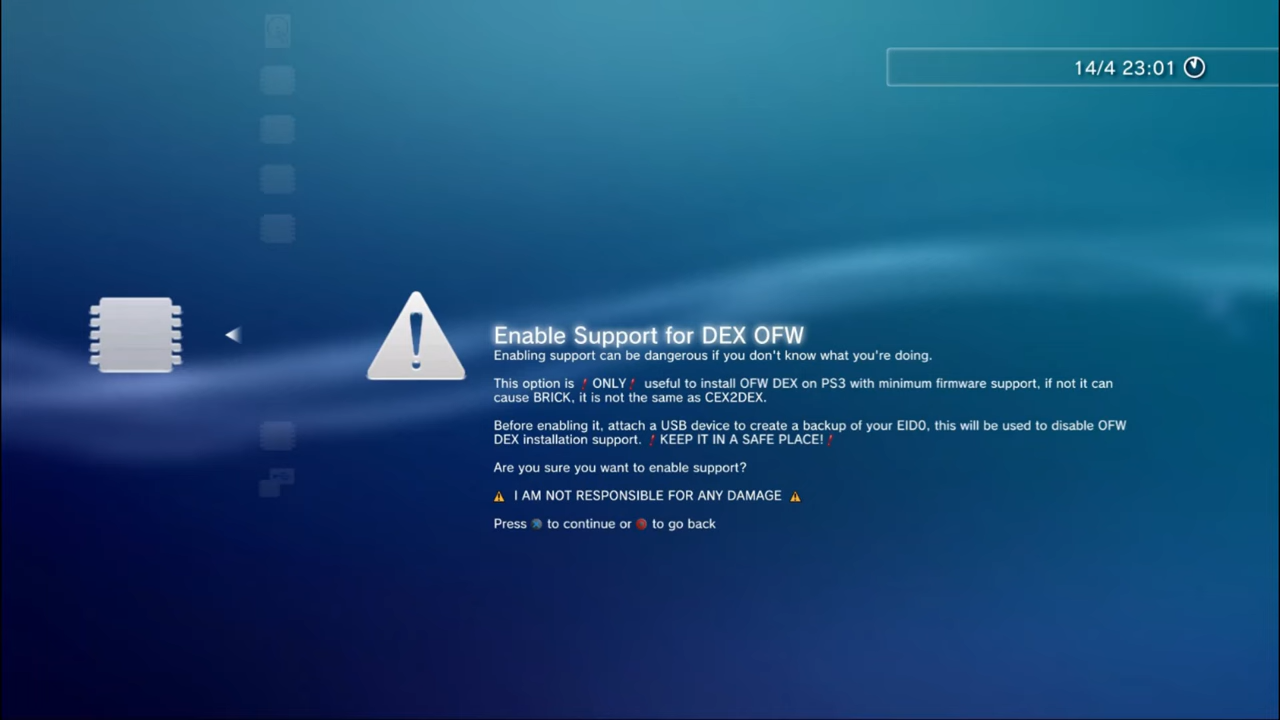 14/4 23:01
Enable Support for DEX OFW
Enabling support can be dangerous if you don't know what you're doing.
This option is ❗ONLY❗ useful to install OFW DEX on PS3 with minimum firmware support, if not it can
cause BRICK, it is not the same as CEX2DEX.
Before enabling it, attach a USB device to create a backup of your EID0, this will be used to disable OFW
DEX installation support. ❗KEEP IT IN A SAFE PLACE!❗
Are you sure you want to enable support?
⚠ I AM NOT RESPONSIBLE FOR ANY DAMAGE ⚠
Press to continue or to go back